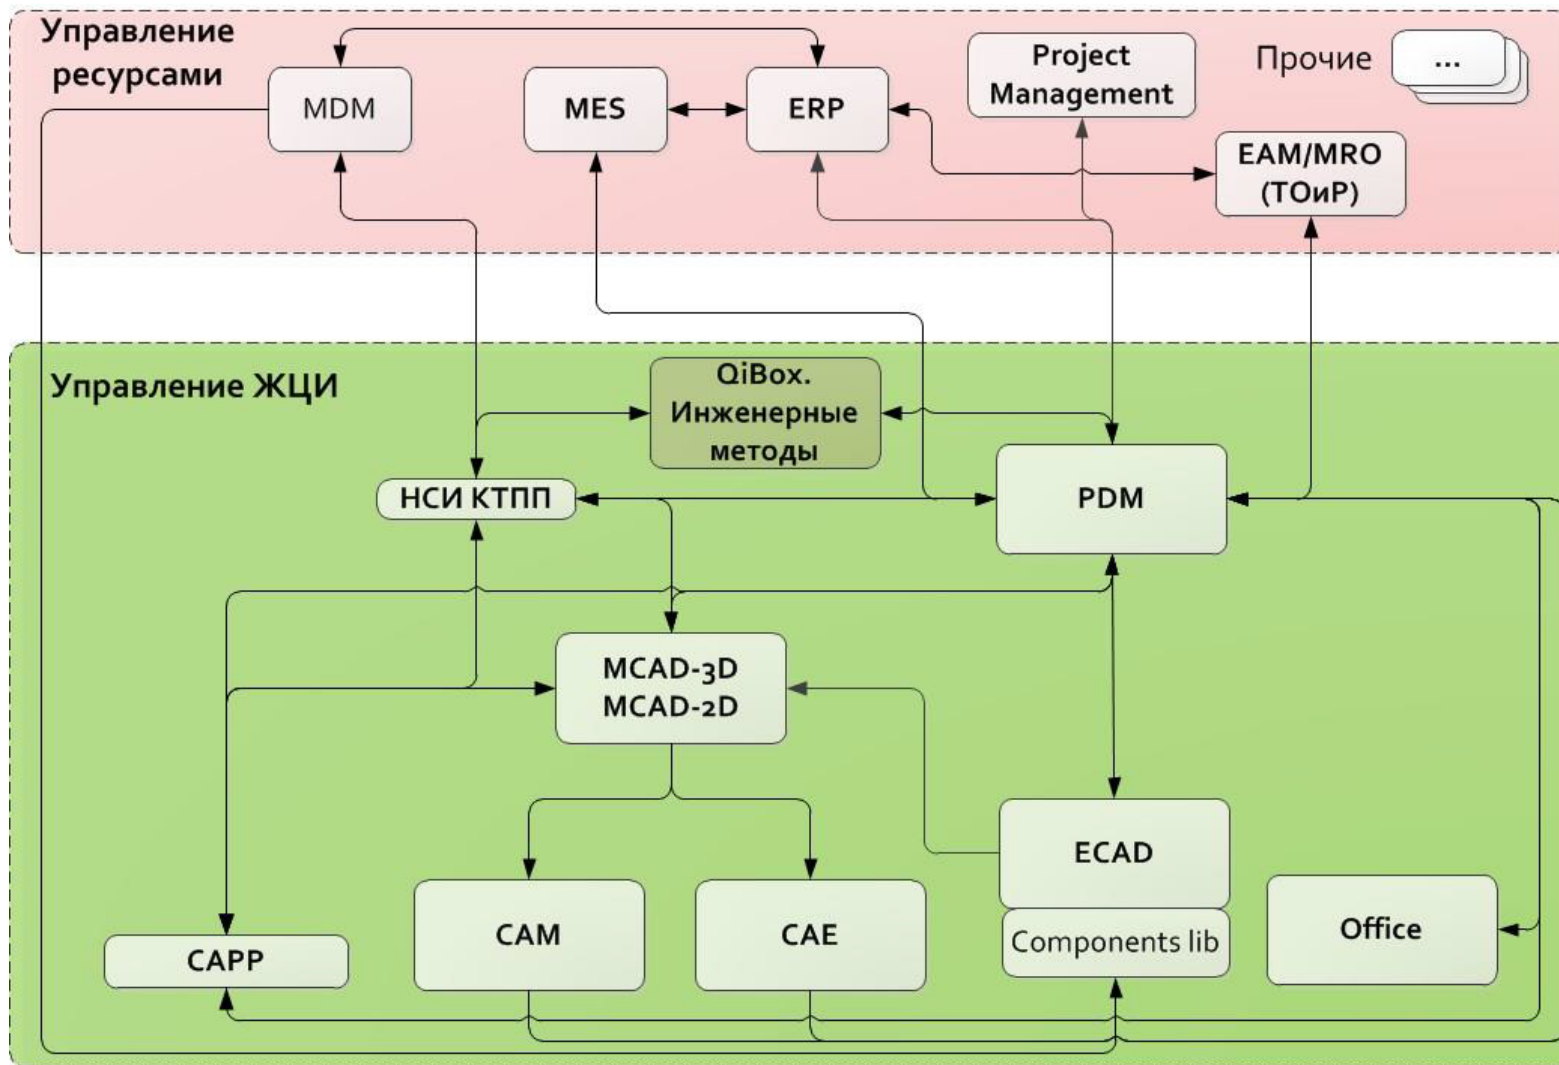 Управление
ресурсами
MDM
MES
ERP
Project
Management
Прочие
...
EAM/MRO
(ТОиР)
Управление ЖЦИ
QiBox.
Инженерные
методы
НСИ КТПП
PDM
MCAD-3D
MCAD-2D
ECAD
Components lib
Office
CAM
CAE
CAPP